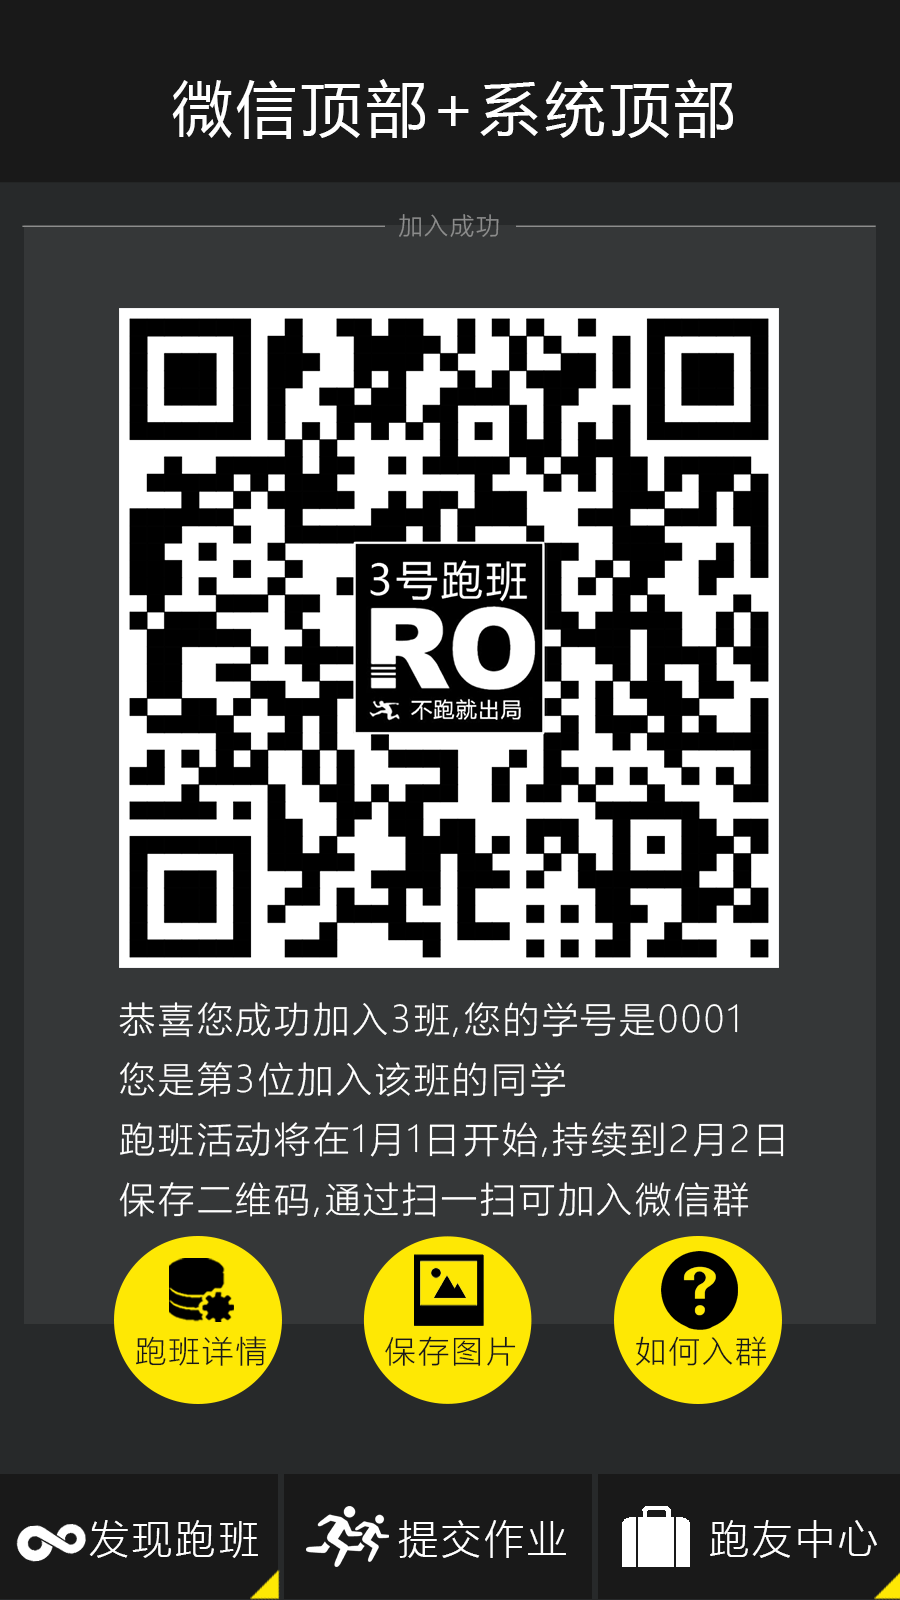 微信顶部+系统顶部
加入成功
3号跑班
RO
不跑就出局
恭喜您成功加入3班,您的学号是0001
您是第3位加入该班的同学
跑班活动将在1月1日开始,持续到2月2日
保存二维码,通过扫一扫可加入微信群
跑班详情
保存图片
如何入群
发现跑班
提交作业
跑友中心